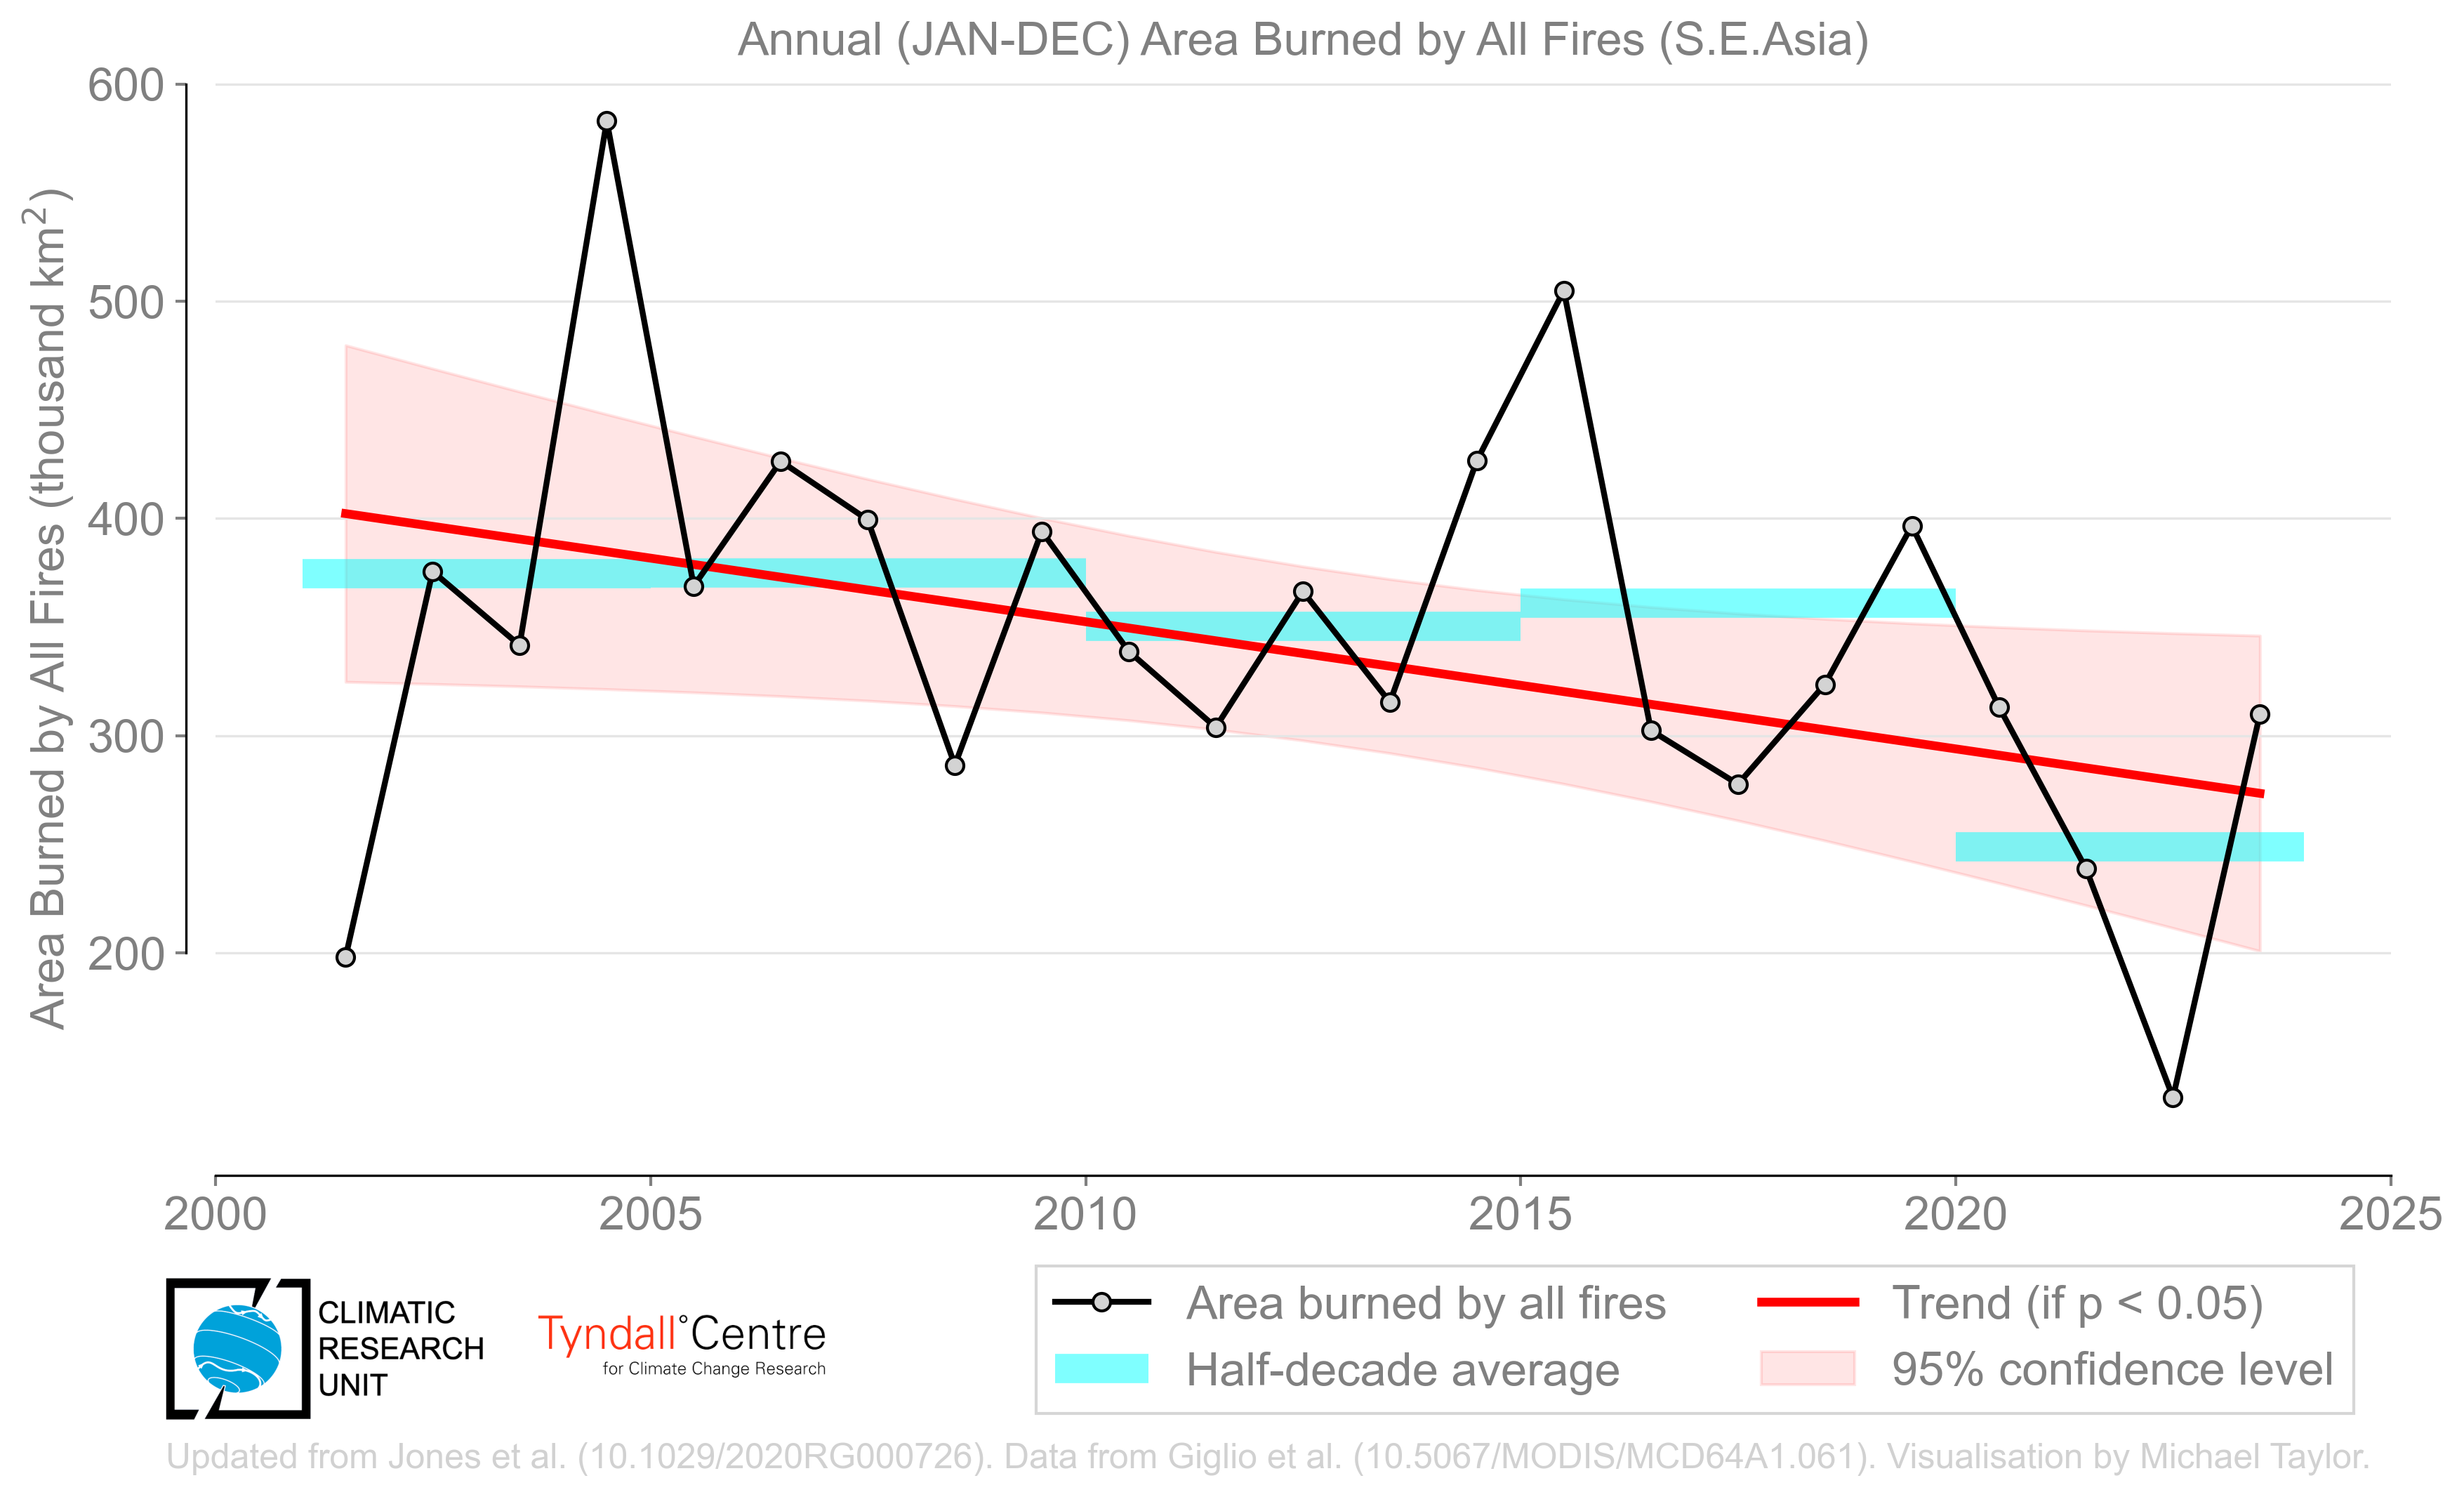 Annual (JAN-DEC) Area Burned by All Fires (S.E.Asia)
Area Burned by All Fires (thousand km²)
600
500
400
300
200
2000
2005
2010
2015
2020
2025
CLIMATIC
RESEARCH
UNIT
Tyndall°Centre
for Climate Change Research
Area burned by all fires
Half-decade average
Trend (if p < 0.05)
95% confidence level
Updated from Jones et al. (10.1029/2020RG000726). Data from Giglio et al. (10.5067/MODIS/MCD64A1.061). Visualisation by Michael Taylor.